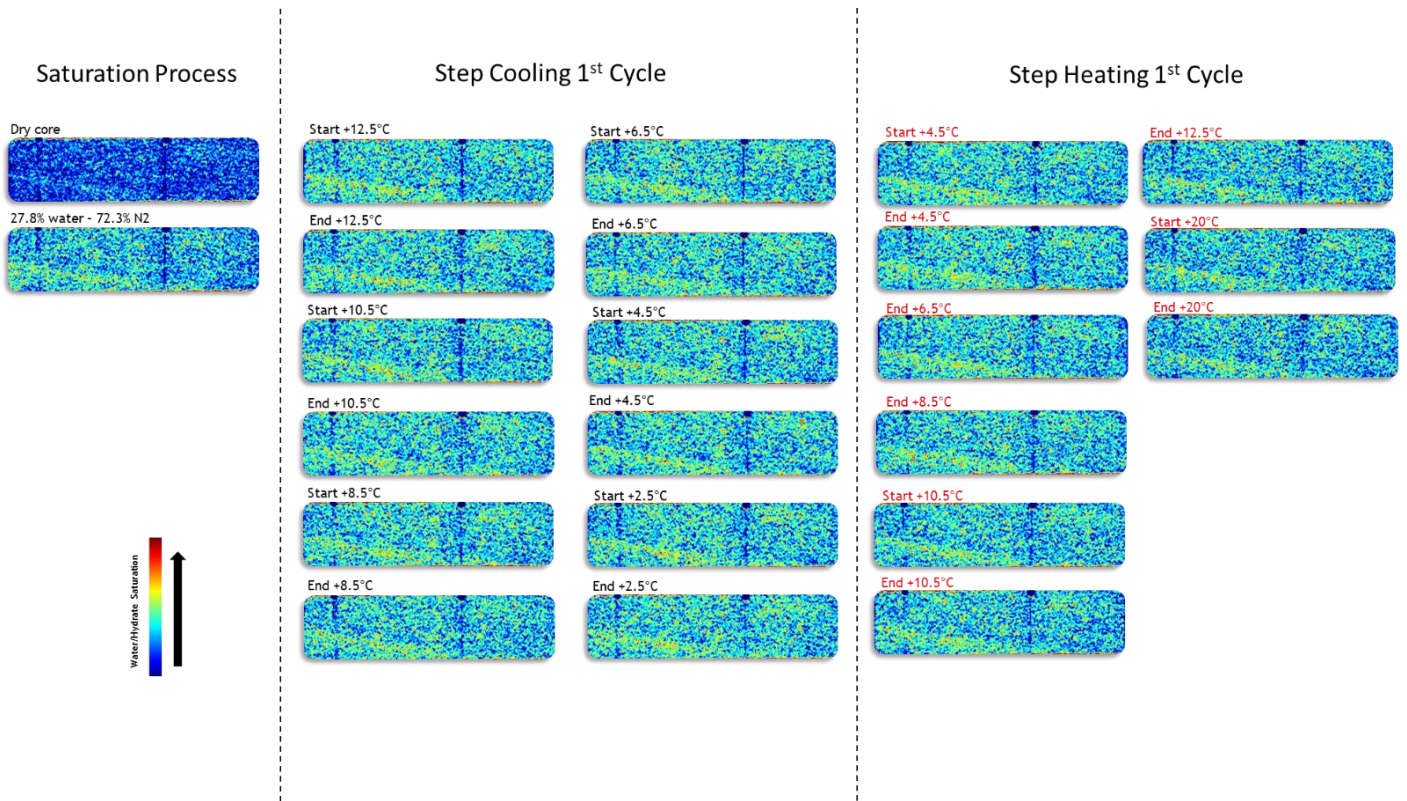 Saturation Process
Dry core
27.8% water - 72.3% N2
Water/Hydrate Saturation
Step Cooling 1st Cycle
Start +12.5°C
End +12.5°C
Start +10.5°C
End +10.5°C
Start +8.5°C
End +8.5°C
Start +6.5°C
End +6.5°C
Start +4.5°C
End +4.5°C
Start +2.5°C
End +2.5°C
Step Heating 1st Cycle
Start +4.5°C
End +4.5°C
End +6.5°C
End +8.5°C
Start +10.5°C
End +10.5°C
End +12.5°C
Start +20°C
End +20°C